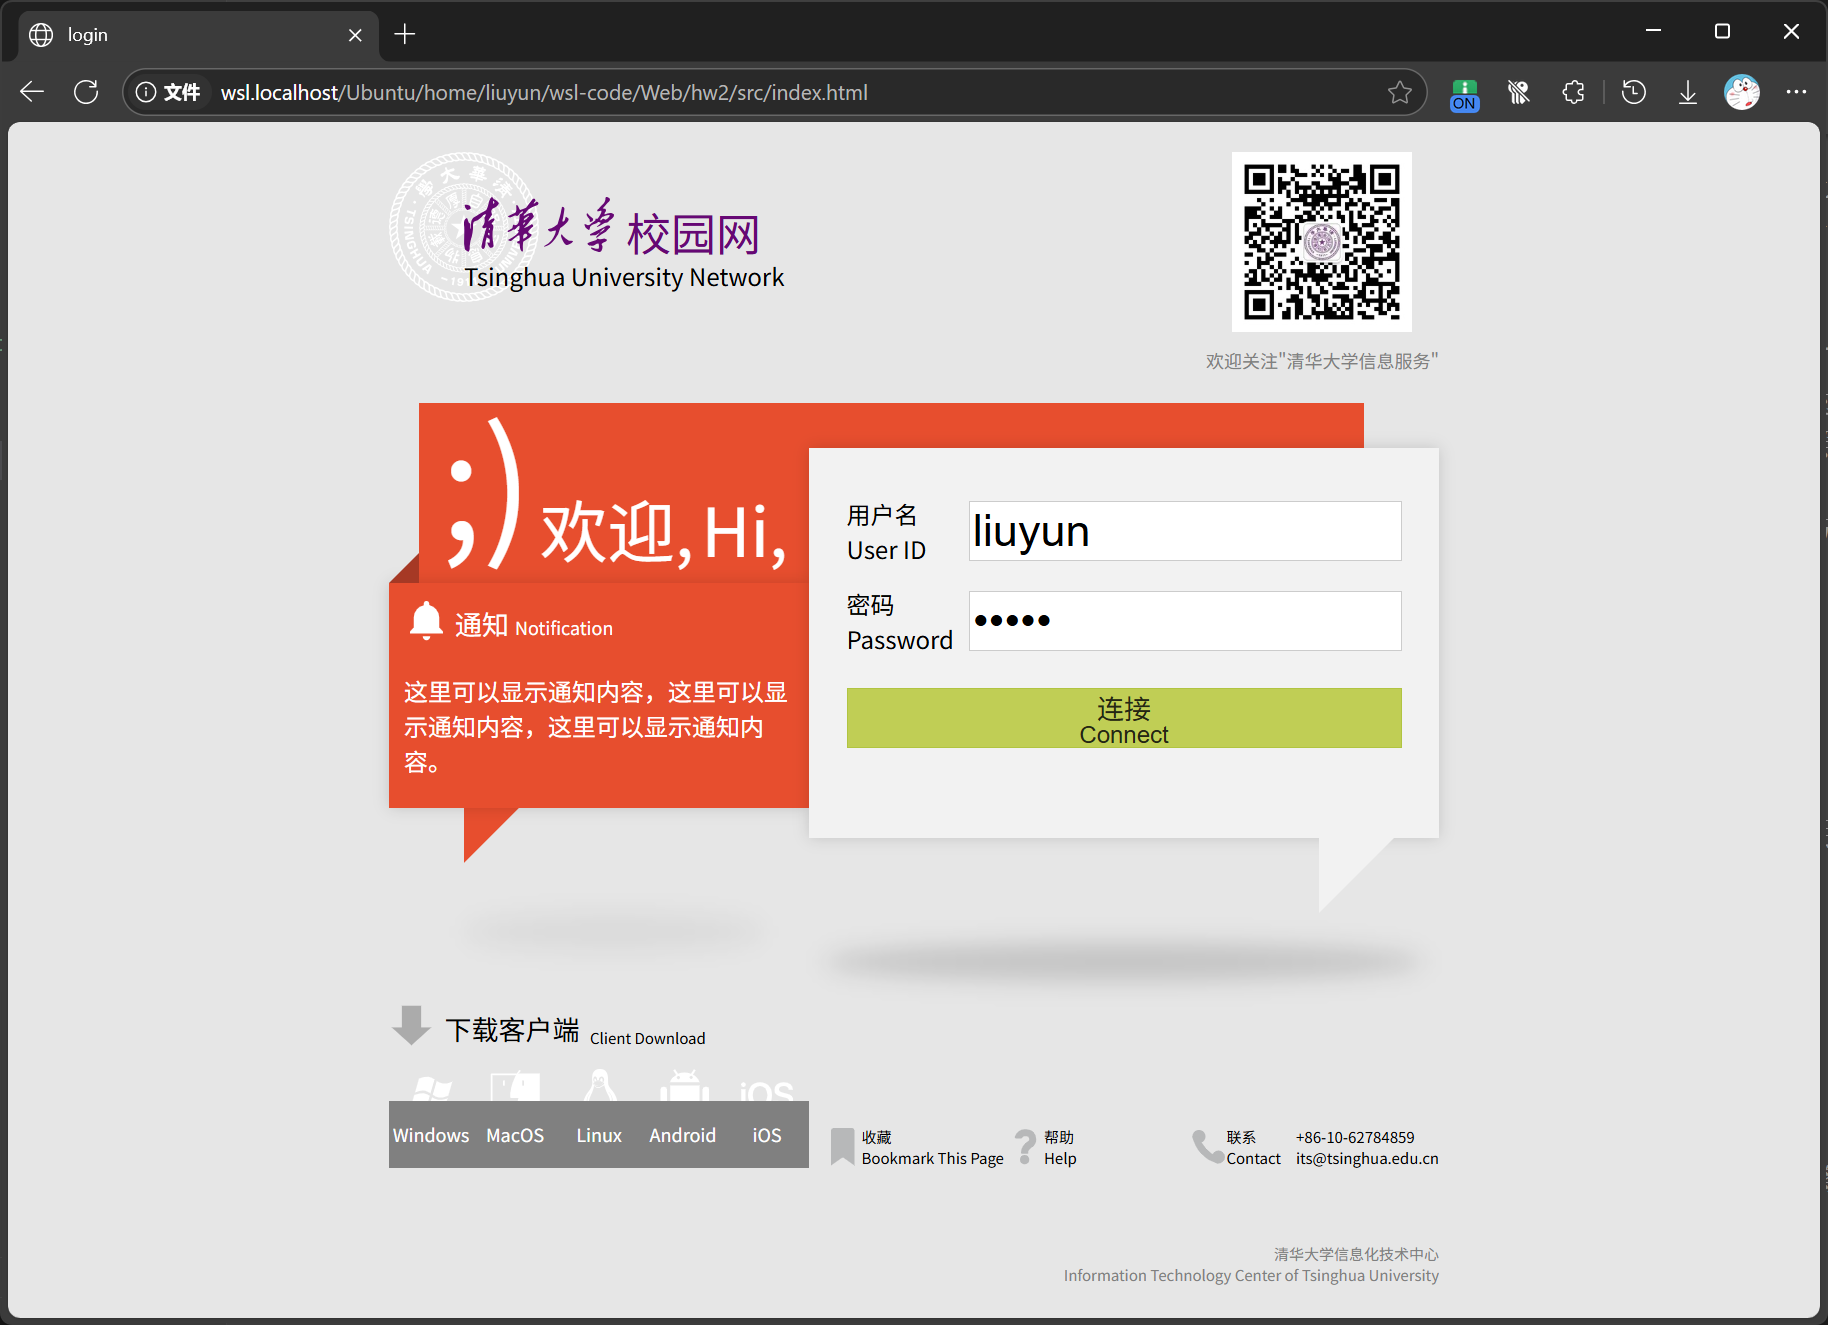 login
文件 wsl.localhost/Ubuntu/home/liuyun/wsl-code/Web/hw2/src/index.html
ON
清华大学 校园网
Tsinghua University Network
欢迎关注"清华大学信息服务"
;) 欢迎,Hi,
用户名
User ID
liuyun
密码
Password
•••••
连接
Connect
通知 Notification
这里可以显示通知内容，这里可以显
示通知内容，这里可以显示通知内
容。
下载客户端 Client Download
iOS
Windows MacOS Linux Android iOS
收藏
Bookmark This Page
帮助
Help
联系 +86-10-62784859
Contact its@tsinghua.edu.cn
清华大学信息化技术中心
Information Technology Center of Tsinghua University